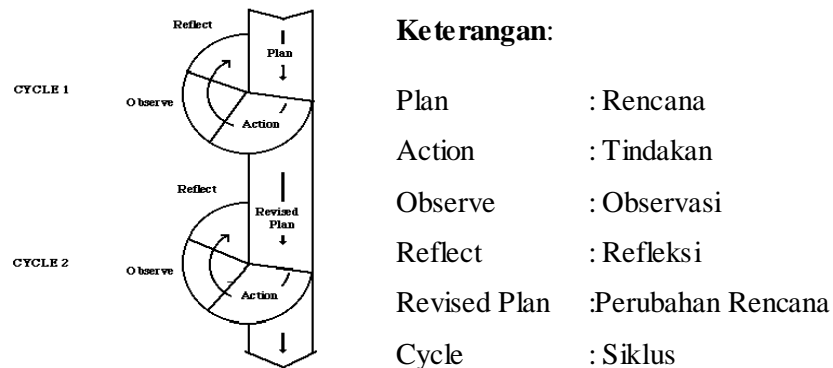 Reflect
Plan
CYCLE 1
Observe
Action
Reflect
Revised
Plan
CYCLE 2
Observe
Action
Keterangan:
Plan : Rencana
Action : Tindakan
Observe : Observasi
Reflect : Refleksi
Revised Plan :Perubahan Rencana
Cycle : Siklus